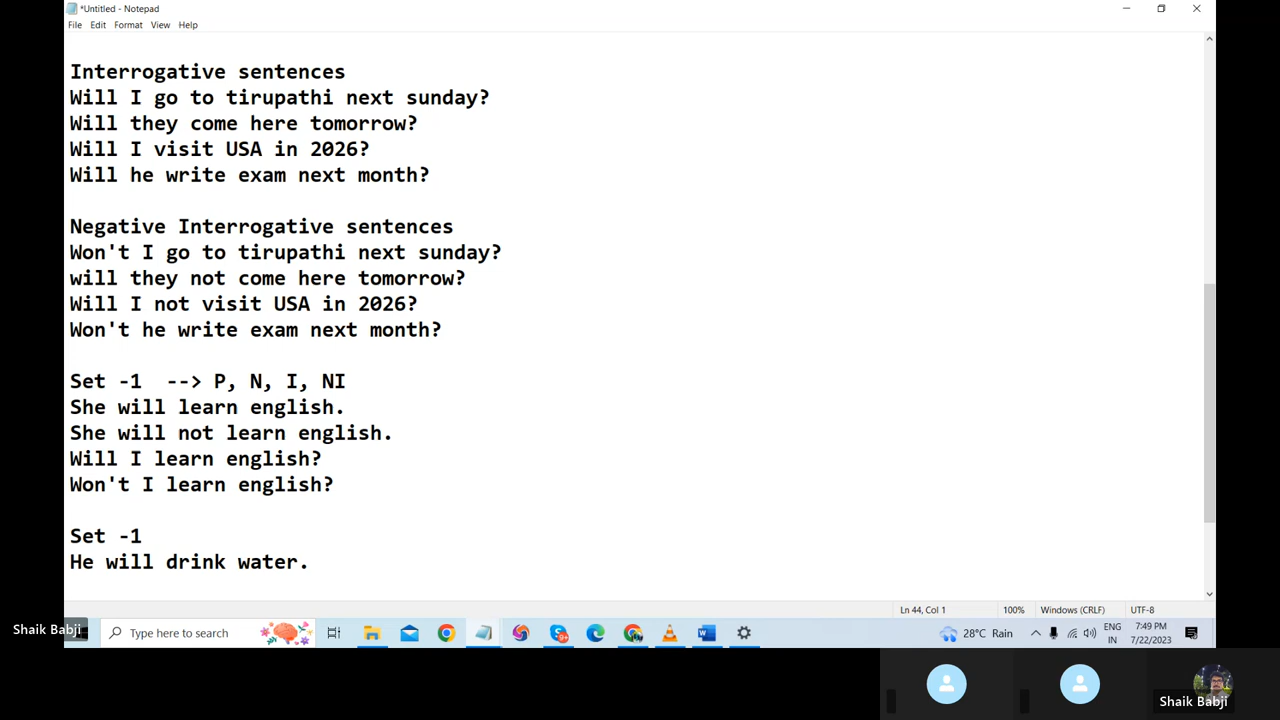 *Untitled - Notepad
File Edit Format View Help
Interrogative sentences
Will I go to tirupathi next sunday?
Will they come here tomorrow?
Will I visit USA in 2026?
Will he write exam next month?
Negative Interrogative sentences
Won't I go to tirupathi next sunday?
will they not come here tomorrow?
Will I not visit USA in 2026?
Won't he write exam next month?
Set -1  --> P, N, I, NI
She will learn english.
She will not learn english.
Will I learn english?
Won't I learn english?
Set -1
He will drink water.
Ln 44, Col 1 100% Windows (CRLF) UTF-8
Shaik Babji
Type here to search
28°C Rain
ENG
IN
7:49 PM
7/22/2023
Shaik Babji